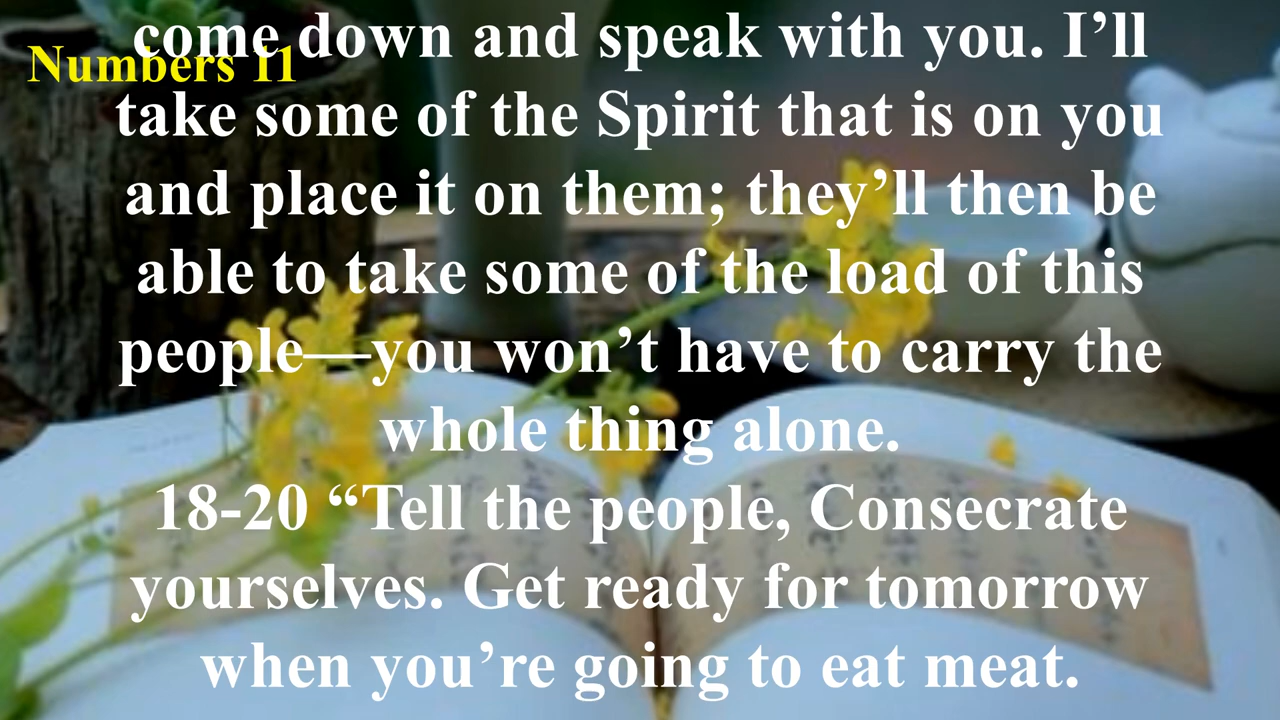 Numbers 11
come down and speak with you. I’ll
take some of the Spirit that is on you
and place it on them; they’ll then be
able to take some of the load of this
people—you won’t have to carry the
whole thing alone.
18-20 “Tell the people, Consecrate
yourselves. Get ready for tomorrow
when you’re going to eat meat.